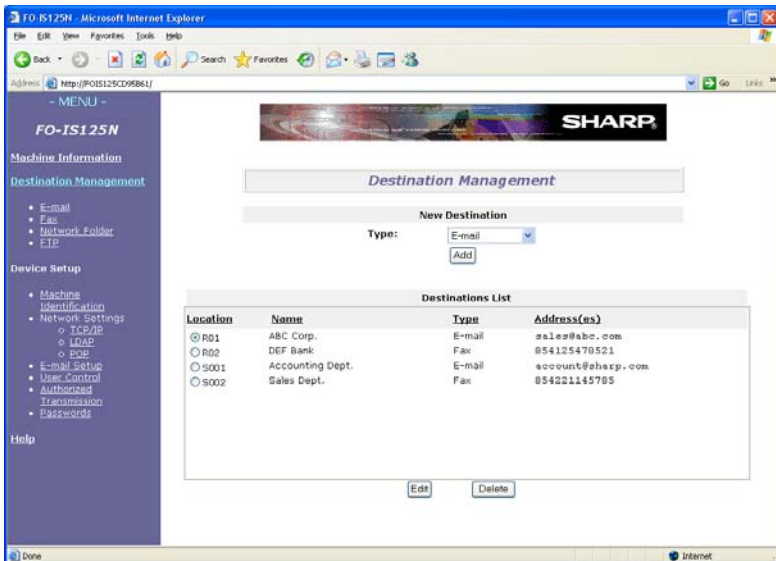 FO-IS125N - Microsoft Internet Explorer
File Edit View Favorites Tools Help
Back Search Favorites
Address http://FOIS125CD95B61/ Go Links »
- MENU -
FO-IS125N
Machine Information
Destination Management
E-mail
Fax
Network Folder
FTP
Device Setup
Machine
Identification
Network Settings
TCP/IP
LDAP
POP
E-mail Setup
User Control
Authorized
Transmission
Passwords
Help
SHARP
Destination Management
New Destination
Type: E-mail
Add
Destinations List
Location Name Type Address(es)
R01 ABC Corp. E-mail sales@abc.com
R02 DEF Bank Fax 054125470521
S001 Accounting Dept. E-mail account@sharp.com
S002 Sales Dept. Fax 054221145785
Edit Delete
Done Internet